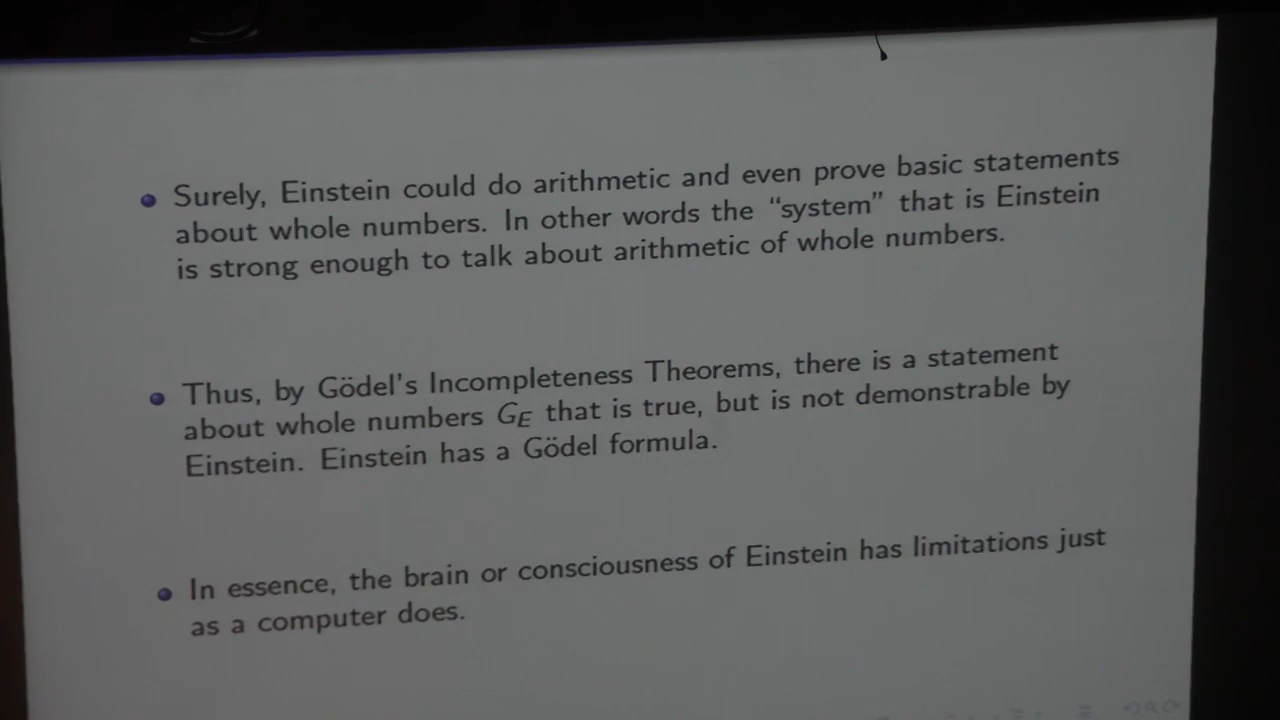 Surely, Einstein could do arithmetic and even prove basic statements
about whole numbers. In other words the “system” that is Einstein
is strong enough to talk about arithmetic of whole numbers.
Thus, by Gödel's Incompleteness Theorems, there is a statement
about whole numbers G_E that is true, but is not demonstrable by
Einstein. Einstein has a Gödel formula.
In essence, the brain or consciousness of Einstein has limitations just
as a computer does.